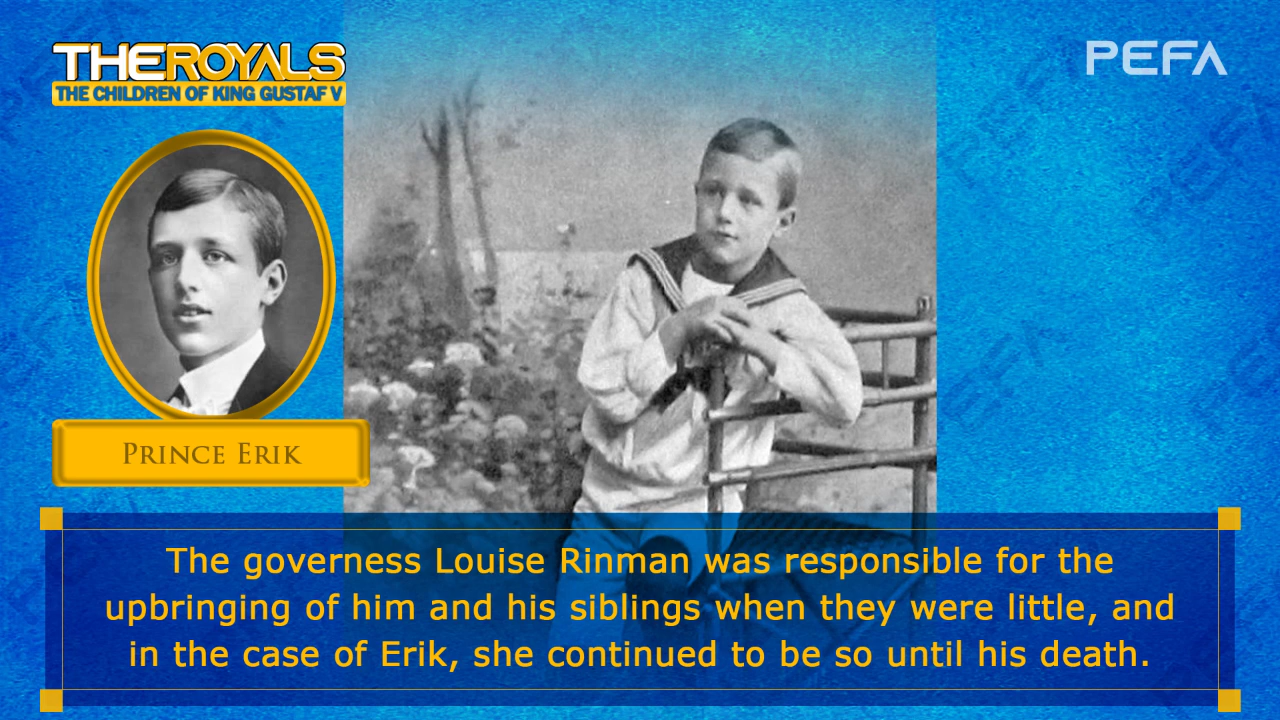 THEROYALS
THE CHILDREN OF KING GUSTAF V
PEFA
PRINCE ERIK
The governess Louise Rinman was responsible for the
upbringing of him and his siblings when they were little, and
in the case of Erik, she continued to be so until his death.